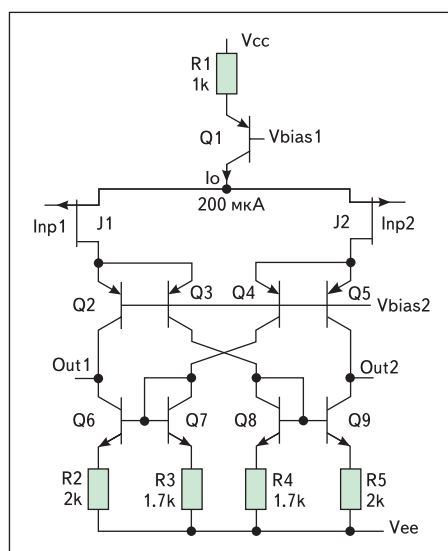 Vcc
R1
1k
Q1
Vbias1
Io
200 мкА
Inp1
J1
J2
Inp2
Q2
Q3
Q4
Q5
Vbias2
Out1
Out2
Q6
Q7
Q8
Q9
R2
2k
R3
1.7k
R4
1.7k
R5
2k
Vee